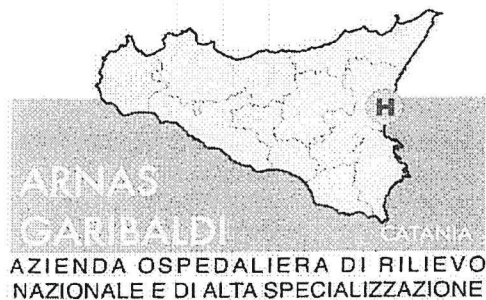 H
ARNAS
GARIBALDI
CATANIA
AZIENDA OSPEDALIERA DI RILIEVO
NAZIONALE E DI ALTA SPECIALIZZAZIONE